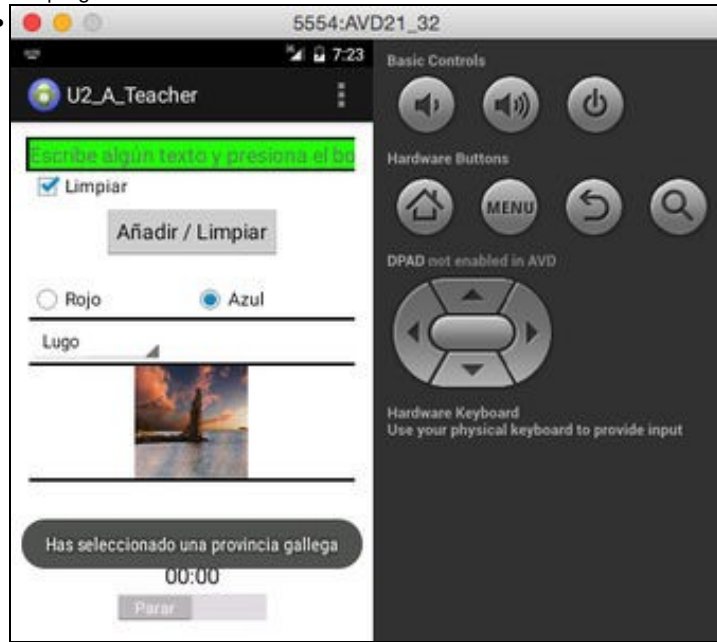 5554:AVD21_32
7:23
U2_A_Teacher
Escribe algún texto y presiona el bo
Limpiar
Añadir / Limpiar
Rojo
Azul
Lugo
Has seleccionado una provincia gallega
00:00
Parar
Basic Controls
Hardware Buttons
MENU
DPAD not enabled in AVD
Hardware Keyboard
Use your physical keyboard to provide input